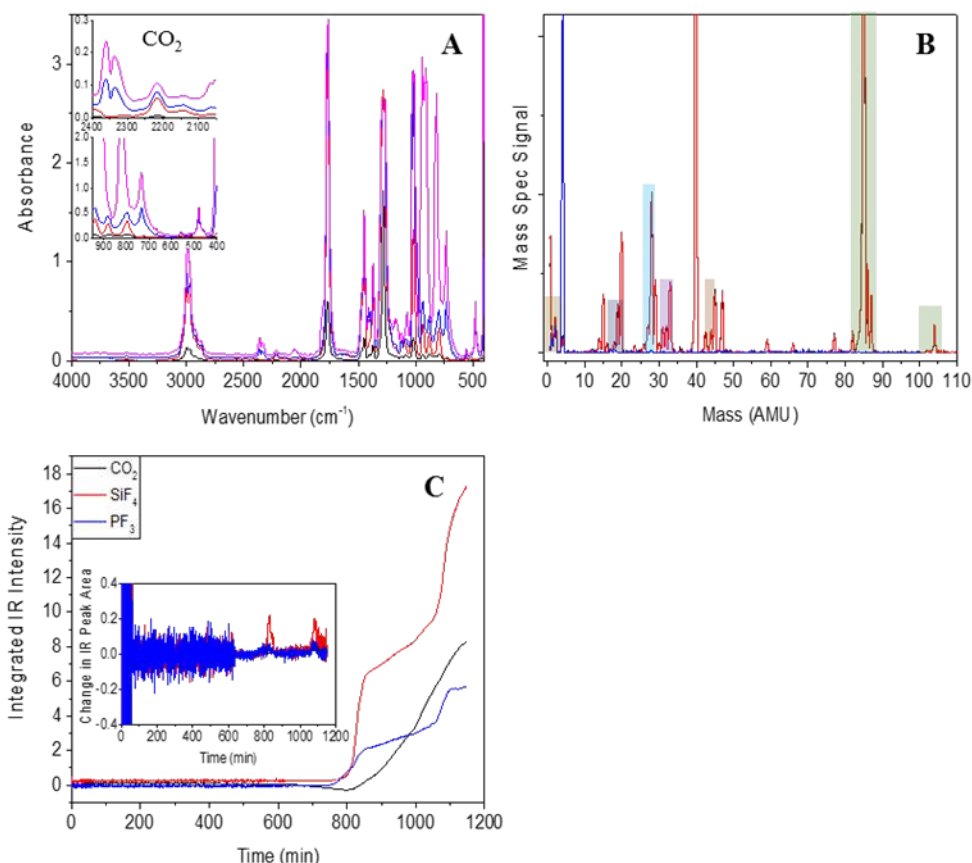 A
CO2
3
2
1
0
Absorbance
0.3
0.2
0.1
0.0
2400 2300 2200 2100
2.0
1.5
1.0
0.5
0.0
900 800 700 600 500 400
4000 3000 2000 1000
Wavenumber (cm-1)
B
Mass Spec Signal
0 10 20 30 40 50 60 70 80 90 100 110
Mass (AMU)
C
CO2
SiF4
PF3
18
16
14
12
10
8
6
4
2
0
Integrated IR Intensity
0.4
0.2
0.0
-0.2
-0.4
Change in IR Peak Area
0 200 400 600 800 1000 1200
Time (min)
0 200 400 600 800 1000 1200
Time (min)